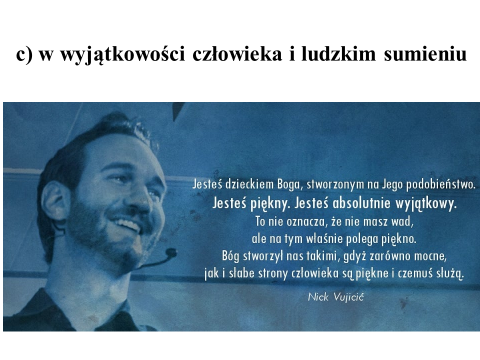 c) w wyjątkowości człowieka i ludzkim sumieniu
Jesteś dzieckiem Boga, stworzonym na Jego podobieństwo.
Jesteś piękny. Jesteś absolutnie wyjątkowy.
To nie oznacza, że nie masz wad,
ale na tym właśnie polega piękno.
Bóg stworzył nas takimi, gdyż zarówno mocne,
jak i słabe strony człowieka są piękne i czemuś służą.
Nick Vujicić